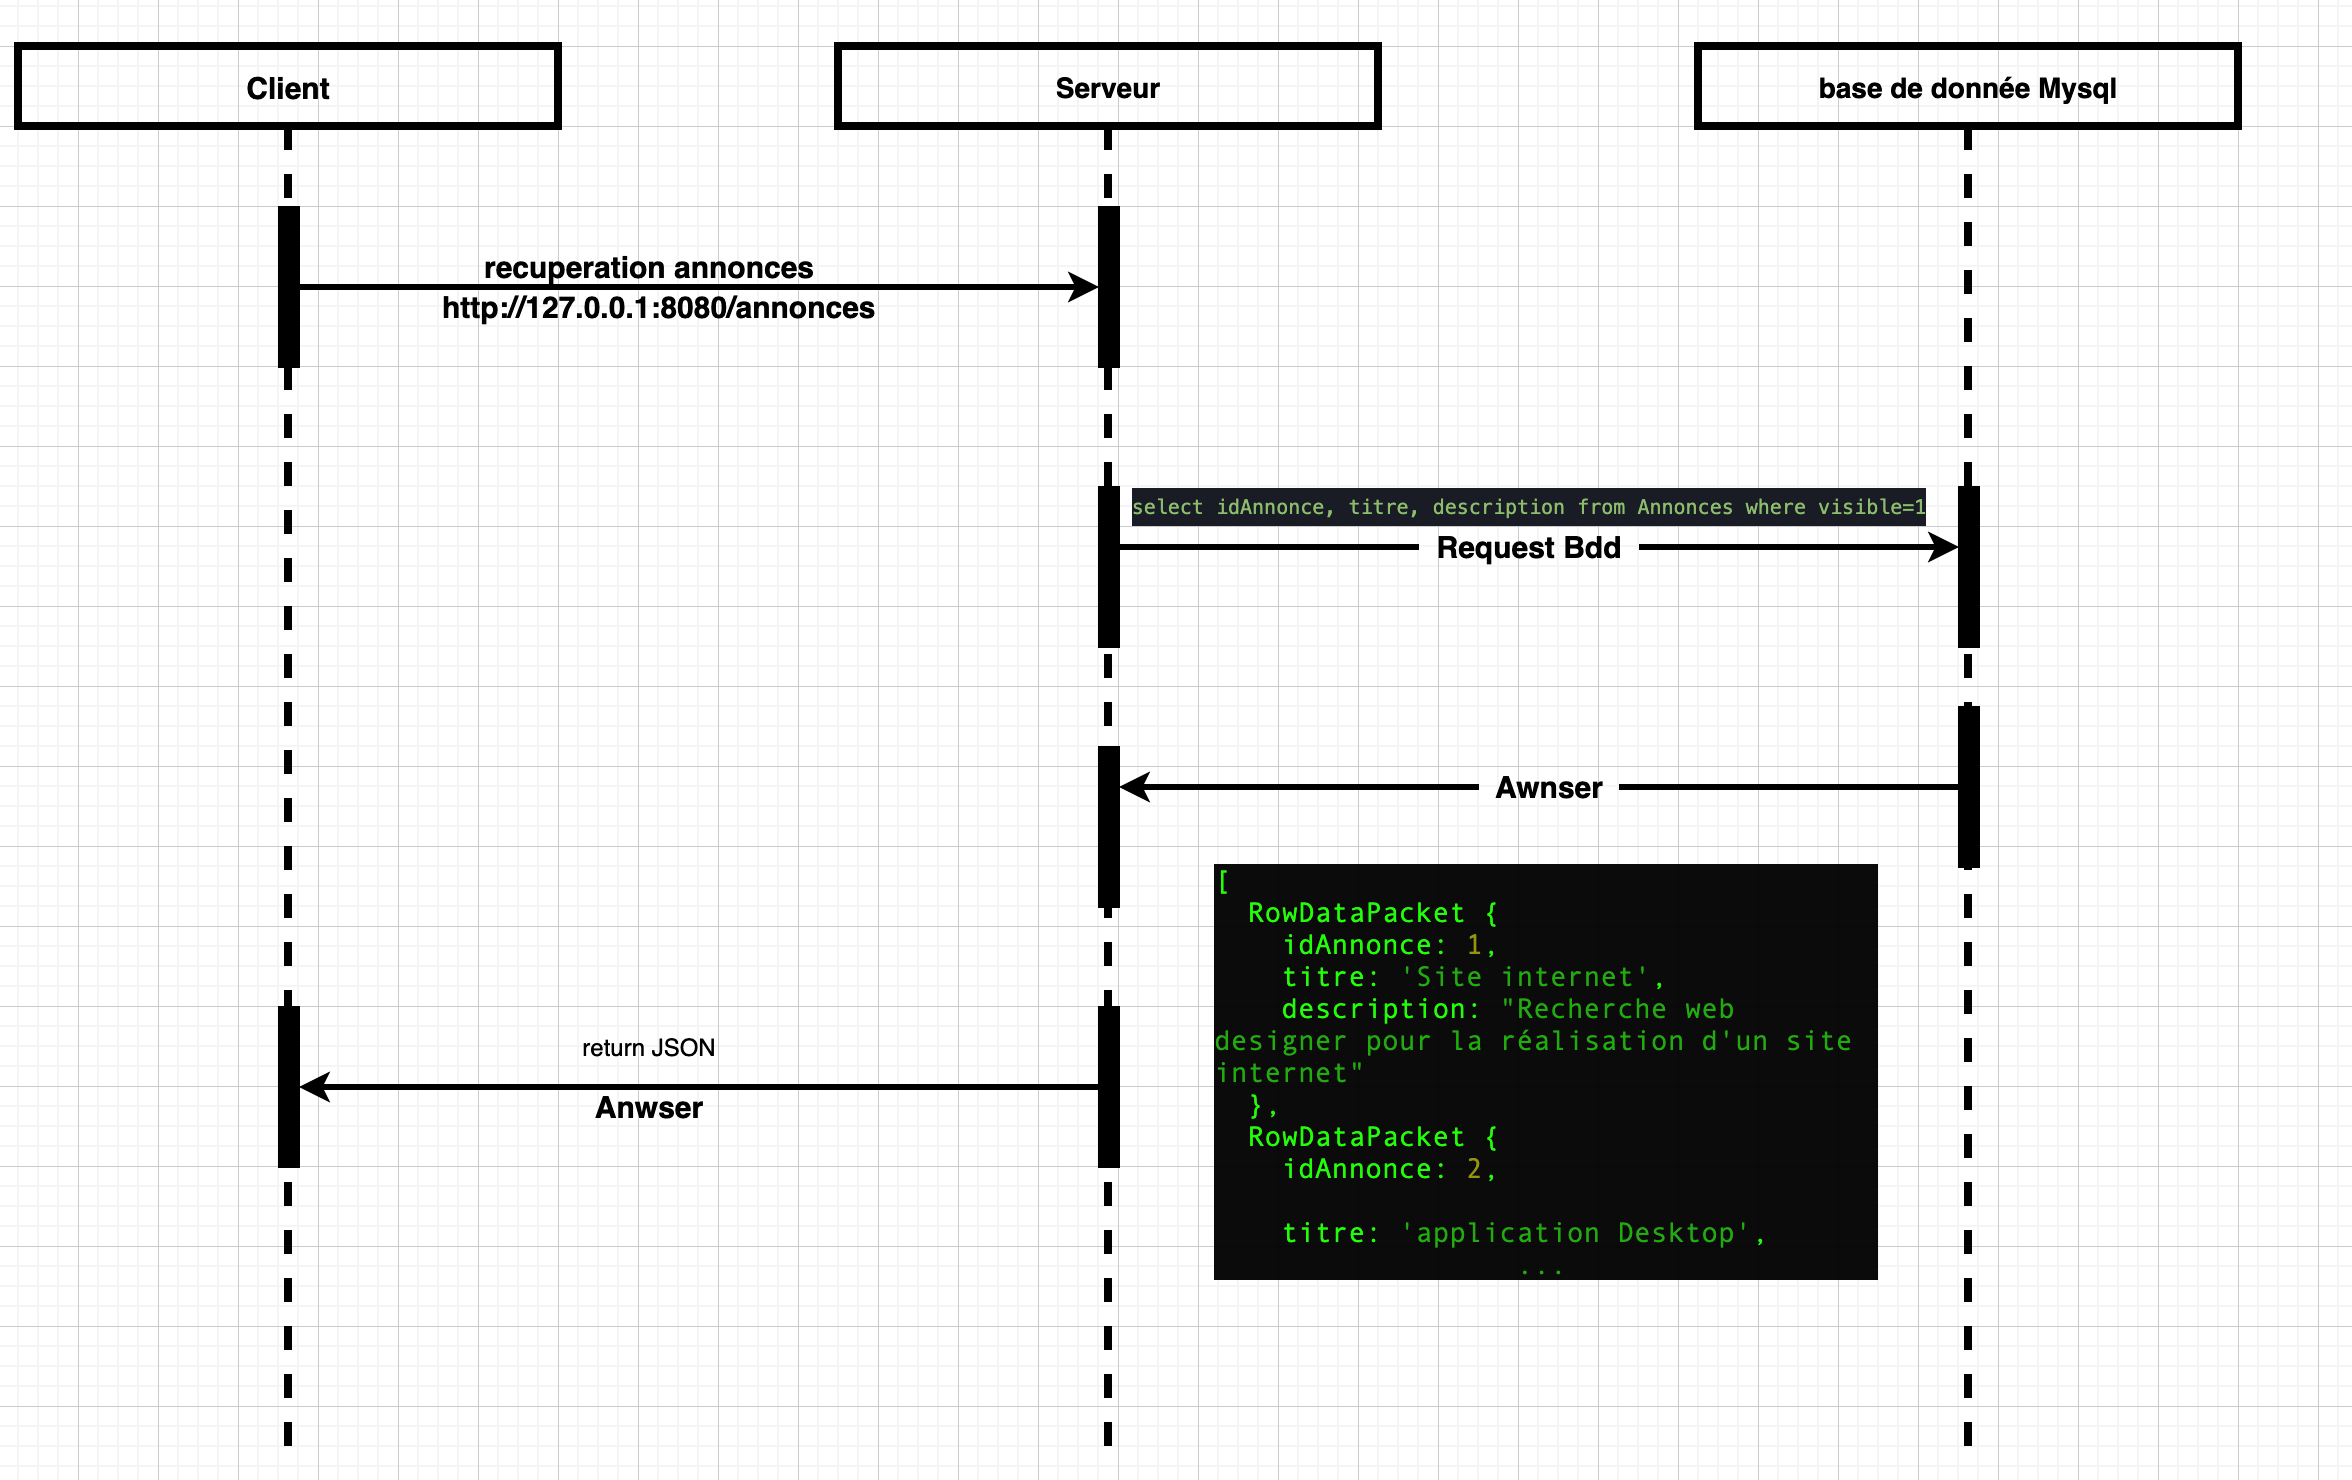 Client
Serveur
base de donnée Mysql
recuperation annonces
http://127.0.0.1:8080/annonces
select idAnnonce, titre, description from Annonces where visible=1
Request Bdd
Awnser
[
RowDataPacket {
idAnnonce: 1,
titre: 'Site internet',
description: "Recherche web
designer pour la réalisation d'un site
internet"
},
RowDataPacket {
idAnnonce: 2,
titre: 'application Desktop',
...
return JSON
Anwser